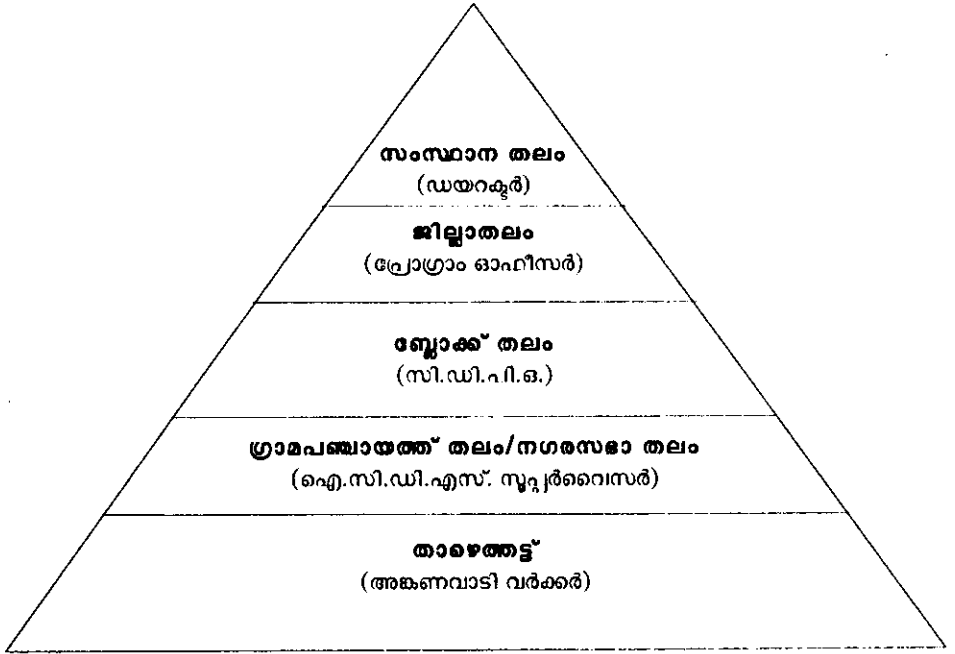 സംസ്ഥാന തലം
(ഡയറക്ടർ)
ജില്ലാതലം
(പ്രോഗ്രാം ഓഫീസർ)
ബ്ലോക്ക് തലം
(സി.ഡി.പി.ഒ.)
ഗ്രാമപഞ്ചായത്ത് തലം/നഗരസഭാ തലം
(ഐ.സി.ഡി.എസ്. സൂപ്പർവൈസർ)
താഴെത്തട്ട്
(അങ്കണവാടി വർക്കർ)